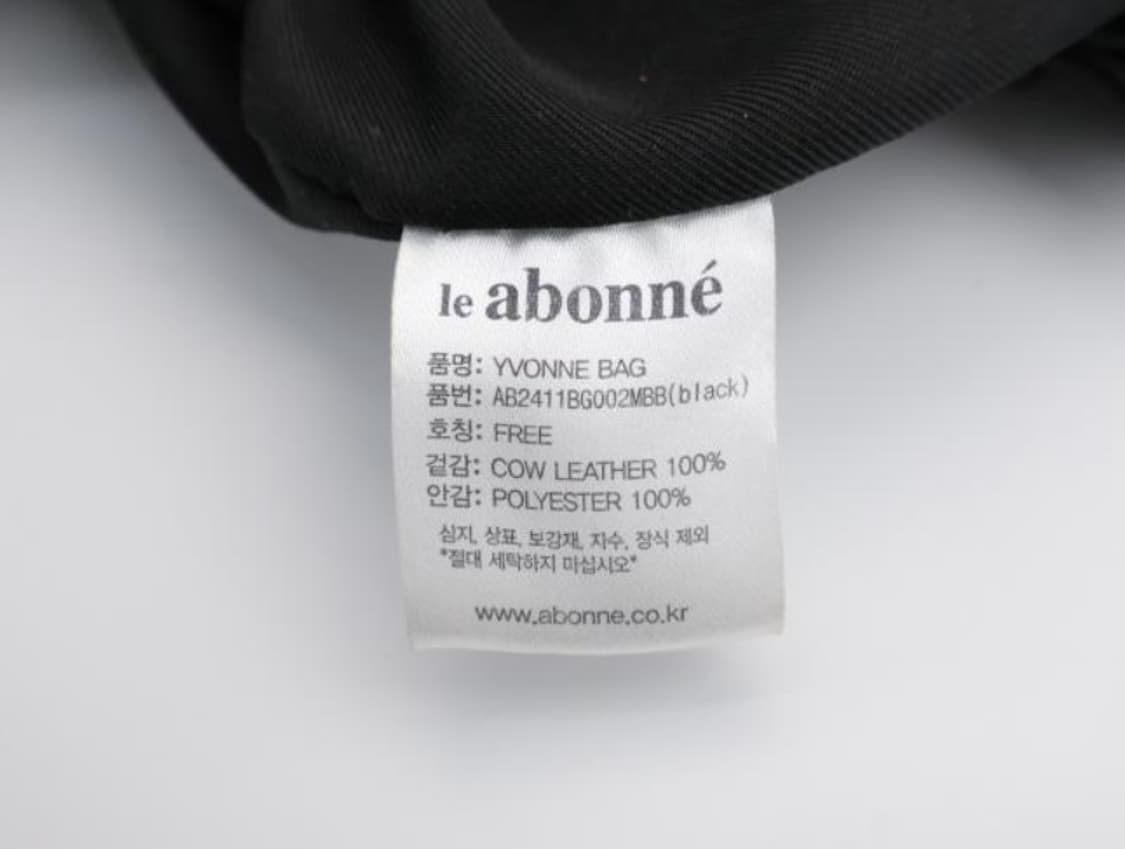 le abonné
품명: YVONNE BAG
품번: AB2411BG002MBB(black)
호칭: FREE
겉감: COW LEATHER 100%
안감: POLYESTER 100%
심지, 상표, 보강재, 자수, 장식 제외
*절대 세탁하지 마십시오*
www.abonne.co.kr